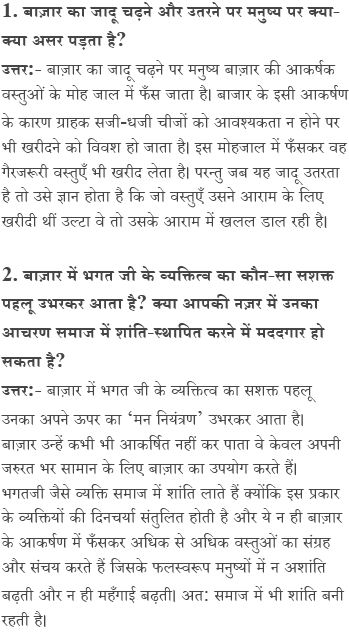 1. बाज़ार का जादू चढ़ने और उतरने पर मनुष्य पर क्या-
क्या असर पड़ता है?
उत्तर:- बाज़ार का जादू चढ़ने पर मनुष्य बाज़ार की आकर्षक
वस्तुओं के मोह जाल में फँस जाता है। बाजार के इसी आकर्षण
के कारण ग्राहक सजी-धजी चीजों को आवश्यकता न होने पर
भी खरीदने को विवश हो जाता है। इस मोहजाल में फँसकर वह
गैरजरूरी वस्तुएँ भी खरीद लेता है। परन्तु जब यह जादू उतरता
है तो उसे ज्ञान होता है कि जो वस्तुएँ उसने आराम के लिए
खरीदी थीं उल्टा वे तो उसके आराम में खलल डाल रही है।
2. बाज़ार में भगत जी के व्यक्तित्व का कौन-सा सशक्त
पहलू उभरकर आता है? क्या आपकी नज़र में उनका
आचरण समाज में शांति-स्थापित करने में मददगार हो
सकता है?
उत्तर:- बाज़ार में भगत जी के व्यक्तित्व का सशक्त पहलू
उनका अपने ऊपर का ‘मन नियंत्रण’ उभरकर आता है।
बाज़ार उन्हें कभी भी आकर्षित नहीं कर पाता वे केवल अपनी
जरुरत भर सामान के लिए बाज़ार का उपयोग करते हैं।
भगतजी जैसे व्यक्ति समाज में शांति लाते हैं क्योंकि इस प्रकार
के व्यक्तियों की दिनचर्या संतुलित होती है और ये न ही बाज़ार
के आकर्षण में फँसकर अधिक से अधिक वस्तुओं का संग्रह
और संचय करते हैं जिसके फलस्वरूप मनुष्यों में न अशांति
बढ़ती और न ही महँगाई बढ़ती। अत: समाज में भी शांति बनी
रहती है।